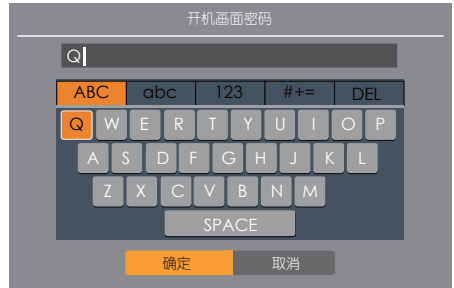 开机画面密码
Q
ABC abc 123 #+= DEL
Q W E R T Y U I O P
A S D F G H J K L
Z X C V B N M
SPACE
确定 取消